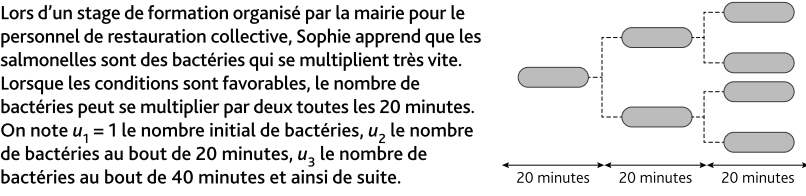 Lors d'un stage de formation organisé par la mairie pour le
personnel de restauration collective, Sophie apprend que les
salmonelles sont des bactéries qui se multiplient très vite.
Lorsque les conditions sont favorables, le nombre de
bactéries peut se multiplier par deux toutes les 20 minutes.
On note u₁ = 1 le nombre initial de bactéries, u₂ le nombre
de bactéries au bout de 20 minutes, u₃ le nombre de
bactéries au bout de 40 minutes et ainsi de suite.
20 minutes 20 minutes 20 minutes